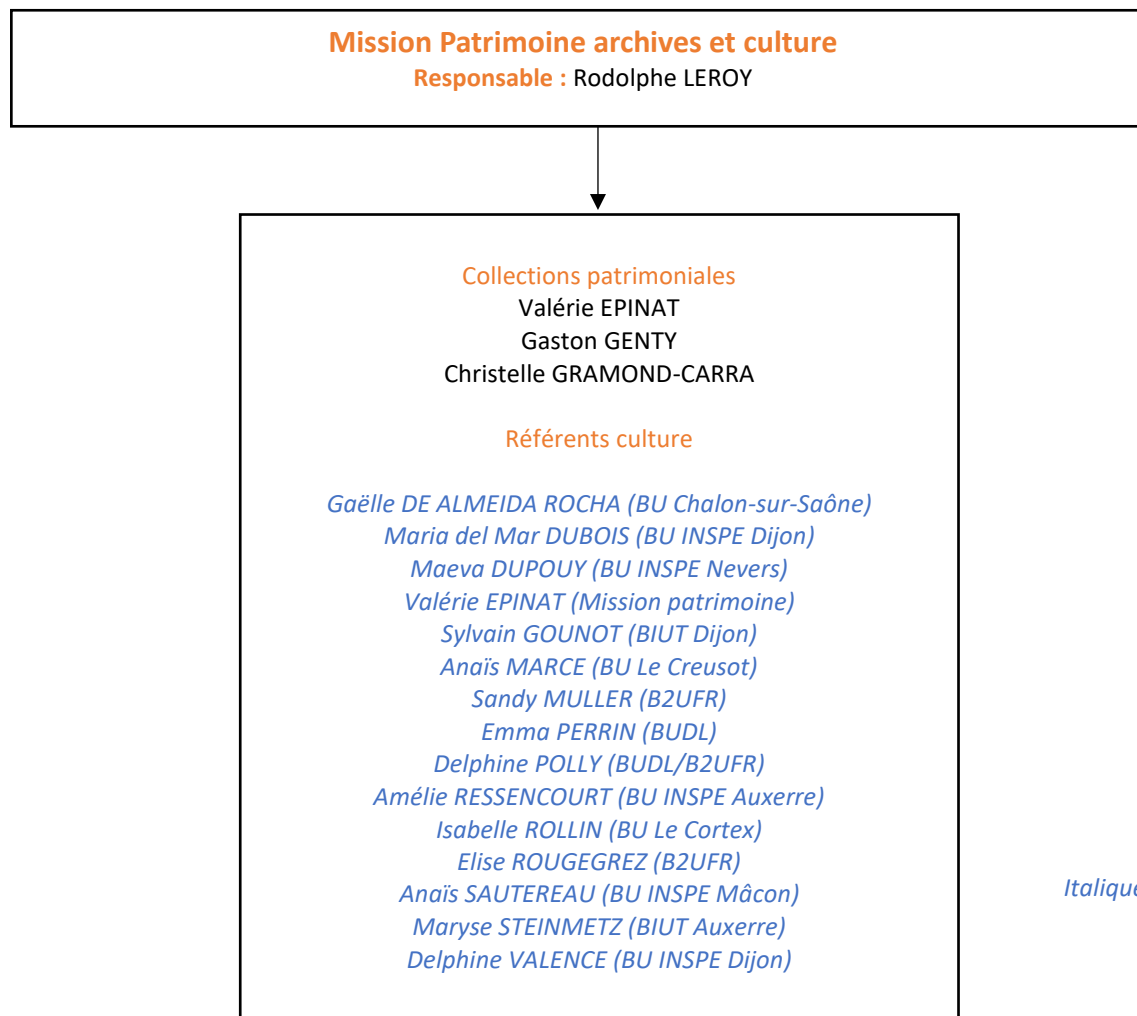 Mission Patrimoine archives et culture
Responsable : Rodolphe LEROY
Collections patrimoniales
Valérie EPINAT
Gaston GENTY
Christelle GRAMOND-CARRA
Référents culture
Gaëlle DE ALMEIDA ROCHA (BU Chalon-sur-Saône)
Maria del Mar DUBOIS (BU INSPE Dijon)
Maeva DUPOUY (BU INSPE Nevers)
Valérie EPINAT (Mission patrimoine)
Sylvain GOUNOT (BIUT Dijon)
Anaïs MARCE (BU Le Creusot)
Sandy MULLER (B2UFR)
Emma PERRIN (BUDL)
Delphine POLLY (BUDL/B2UFR)
Amélie RESSENCOURT (BU INSPE Auxerre)
Isabelle ROLLIN (BU Le Cortex)
Elise ROUGEGREZ (B2UFR)
Anaïs SAUTEREAU (BU INSPE Mâcon)
Italique
Maryse STEINMETZ (BIUT Auxerre)
Delphine VALENCE (BU INSPE Dijon)